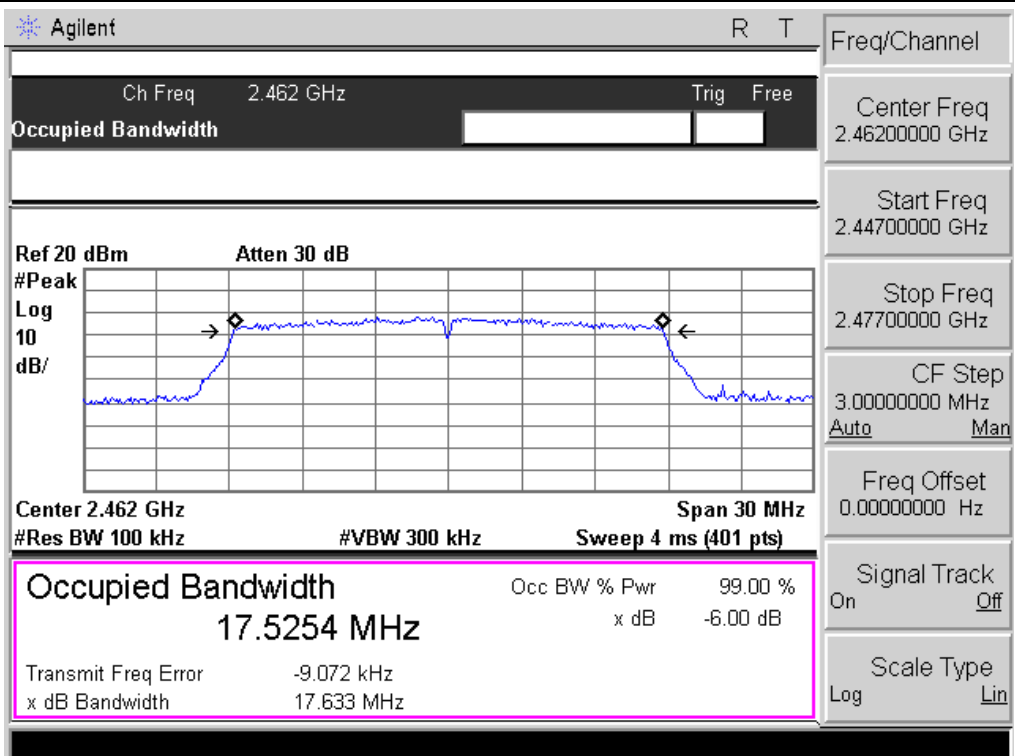 Agilent R T
Freq/Channel
Ch Freq 2.462 GHz Trig Free
Occupied Bandwidth
Center Freq
2.46200000 GHz
Start Freq
2.44700000 GHz
Stop Freq
2.47700000 GHz
CF Step
3.00000000 MHz
Auto Man
Freq Offset
0.00000000 Hz
Signal Track
On Off
Scale Type
Log Lin
Ref 20 dBm Atten 30 dB
#Peak
Log
10
dB/
Center 2.462 GHz Span 30 MHz
#Res BW 100 kHz #VBW 300 kHz Sweep 4 ms (401 pts)
Occupied Bandwidth
17.5254 MHz
Occ BW % Pwr 99.00 %
x dB -6.00 dB
Transmit Freq Error -9.072 kHz
x dB Bandwidth 17.633 MHz